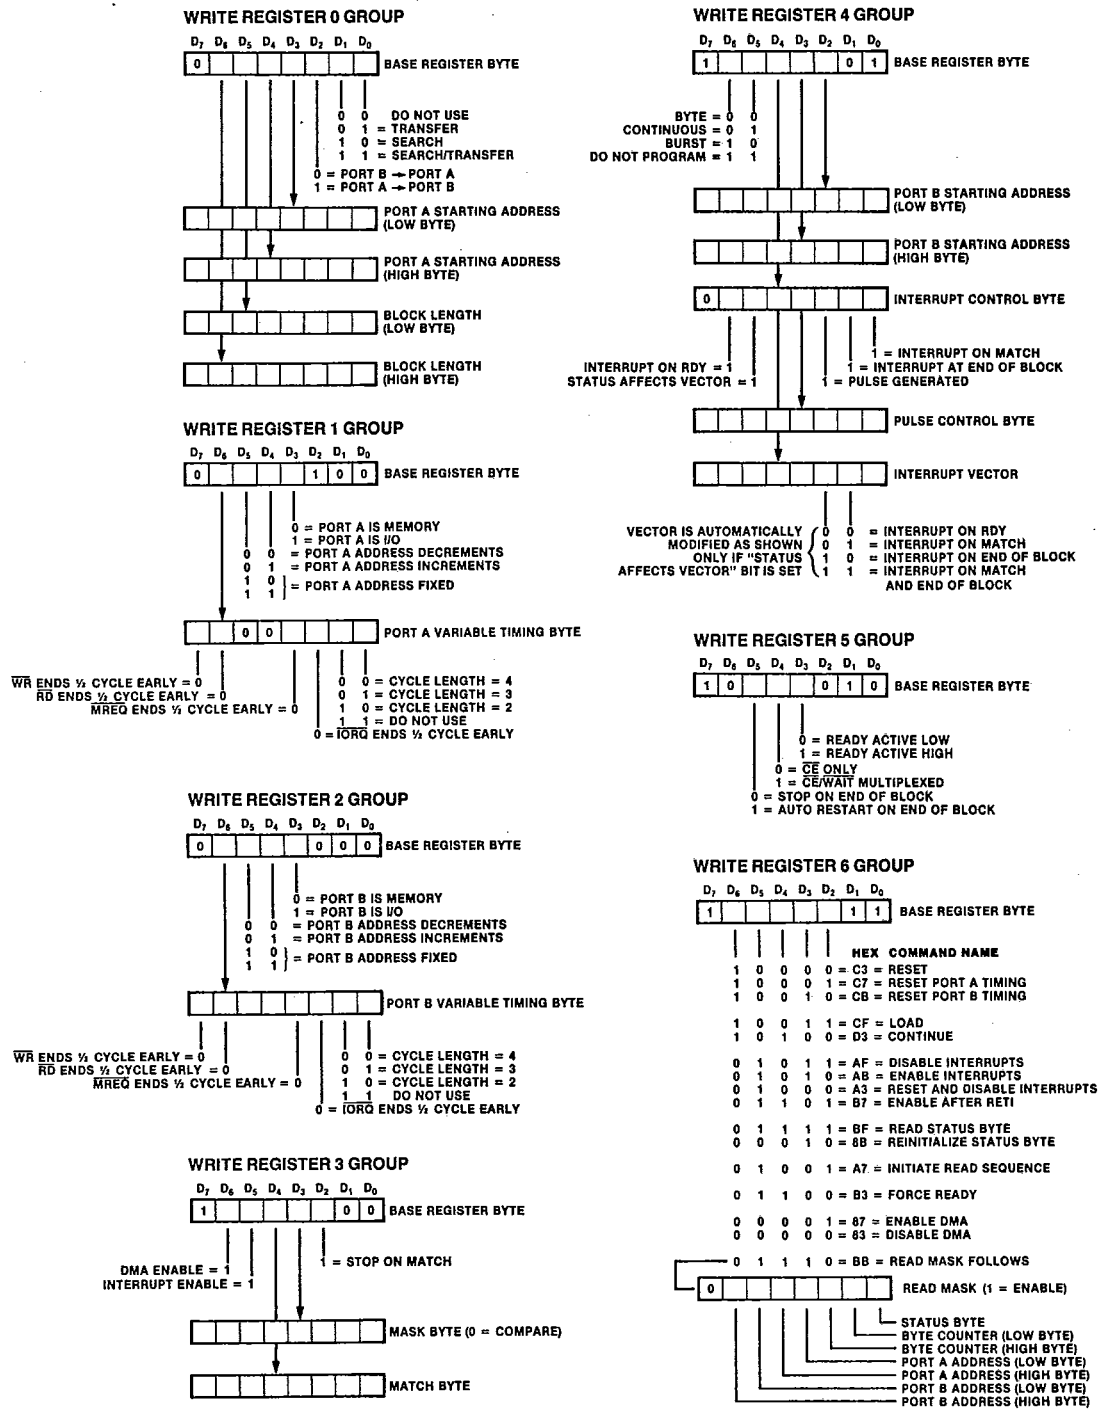 WRITE REGISTER 0 GROUP
D7 D6 D5 D4 D3 D2 D1 D0
0
BASE REGISTER BYTE
0 0 DO NOT USE
0 1 = TRANSFER
1 0 = SEARCH
1 1 = SEARCH/TRANSFER
0 = PORT B → PORT A
1 = PORT A → PORT B
PORT A STARTING ADDRESS
(LOW BYTE)
PORT A STARTING ADDRESS
(HIGH BYTE)
BLOCK LENGTH
(LOW BYTE)
BLOCK LENGTH
(HIGH BYTE)
WRITE REGISTER 1 GROUP
D7 D6 D5 D4 D3 D2 D1 D0
0 1 0 0
BASE REGISTER BYTE
0 = PORT A IS MEMORY
1 = PORT A IS I/O
0 0 = PORT A ADDRESS DECREMENTS
0 1 = PORT A ADDRESS INCREMENTS
1 0
1 1
} = PORT A ADDRESS FIXED
0 0
PORT A VARIABLE TIMING BYTE
W̅R̅ ENDS ½ CYCLE EARLY = 0
R̅D̅ ENDS ½ CYCLE EARLY = 0
M̅R̅E̅Q̅ ENDS ½ CYCLE EARLY = 0
0 0 = CYCLE LENGTH = 4
0 1 = CYCLE LENGTH = 3
1 0 = CYCLE LENGTH = 2
1 1 = DO NOT USE
0 = I̅O̅R̅Q̅ ENDS ½ CYCLE EARLY
WRITE REGISTER 2 GROUP
D7 D6 D5 D4 D3 D2 D1 D0
0 0 0 0
BASE REGISTER BYTE
0 = PORT B IS MEMORY
1 = PORT B IS I/O
0 0 = PORT B ADDRESS DECREMENTS
0 1 = PORT B ADDRESS INCREMENTS
1 0
1 1
} = PORT B ADDRESS FIXED
PORT B VARIABLE TIMING BYTE
W̅R̅ ENDS ½ CYCLE EARLY = 0
R̅D̅ ENDS ½ CYCLE EARLY = 0
M̅R̅E̅Q̅ ENDS ½ CYCLE EARLY = 0
0 0 = CYCLE LENGTH = 4
0 1 = CYCLE LENGTH = 3
1 0 = CYCLE LENGTH = 2
1 1 DO NOT USE
0 = I̅O̅R̅Q̅ ENDS ½ CYCLE EARLY
WRITE REGISTER 3 GROUP
D7 D6 D5 D4 D3 D2 D1 D0
1 0 0
BASE REGISTER BYTE
1 = STOP ON MATCH
DMA ENABLE = 1
INTERRUPT ENABLE = 1
MASK BYTE (0 = COMPARE)
MATCH BYTE
WRITE REGISTER 4 GROUP
D7 D6 D5 D4 D3 D2 D1 D0
1 0 1
BASE REGISTER BYTE
BYTE = 0 0
CONTINUOUS = 0 1
BURST = 1 0
DO NOT PROGRAM = 1 1
PORT B STARTING ADDRESS
(LOW BYTE)
PORT B STARTING ADDRESS
(HIGH BYTE)
0
INTERRUPT CONTROL BYTE
1 = INTERRUPT ON MATCH
INTERRUPT ON RDY = 1
1 = INTERRUPT AT END OF BLOCK
STATUS AFFECTS VECTOR = 1
1 = PULSE GENERATED
PULSE CONTROL BYTE
INTERRUPT VECTOR
VECTOR IS AUTOMATICALLY 0 0 = INTERRUPT ON RDY
MODIFIED AS SHOWN 0 1 = INTERRUPT ON MATCH
ONLY IF "STATUS 1 0 = INTERRUPT ON END OF BLOCK
AFFECTS VECTOR" BIT IS SET 1 1 = INTERRUPT ON MATCH
AND END OF BLOCK
WRITE REGISTER 5 GROUP
D7 D6 D5 D4 D3 D2 D1 D0
1 0 0 1 0
BASE REGISTER BYTE
0 = READY ACTIVE LOW
1 = READY ACTIVE HIGH
0 = C̅E̅ ONLY
1 = C̅E̅/W̅A̅I̅T̅ MULTIPLEXED
0 = STOP ON END OF BLOCK
1 = AUTO RESTART ON END OF BLOCK
WRITE REGISTER 6 GROUP
D7 D6 D5 D4 D3 D2 D1 D0
1 1 1
BASE REGISTER BYTE
HEX COMMAND NAME
1 0 0 0 0 = C3 = RESET
1 0 0 0 1 = C7 = RESET PORT A TIMING
1 0 0 1 0 = CB = RESET PORT B TIMING
1 0 0 1 1 = CF = LOAD
1 0 1 0 0 = D3 = CONTINUE
0 1 0 1 1 = AF = DISABLE INTERRUPTS
0 1 0 1 0 = AB = ENABLE INTERRUPTS
0 1 0 0 0 = A3 = RESET AND DISABLE INTERRUPTS
0 1 1 0 1 = B7 = ENABLE AFTER RETI
0 1 1 1 1 = BF = READ STATUS BYTE
0 0 0 1 0 = 8B = REINITIALIZE STATUS BYTE
0 1 0 0 1 = A7 = INITIATE READ SEQUENCE
0 1 1 0 0 = B3 = FORCE READY
0 0 0 0 1 = 87 = ENABLE DMA
0 0 0 0 0 = 83 = DISABLE DMA
0 1 1 1 0 = BB = READ MASK FOLLOWS
0
READ MASK (1 = ENABLE)
STATUS BYTE
BYTE COUNTER (LOW BYTE)
BYTE COUNTER (HIGH BYTE)
PORT A ADDRESS (LOW BYTE)
PORT A ADDRESS (HIGH BYTE)
PORT B ADDRESS (LOW BYTE)
PORT B ADDRESS (HIGH BYTE)